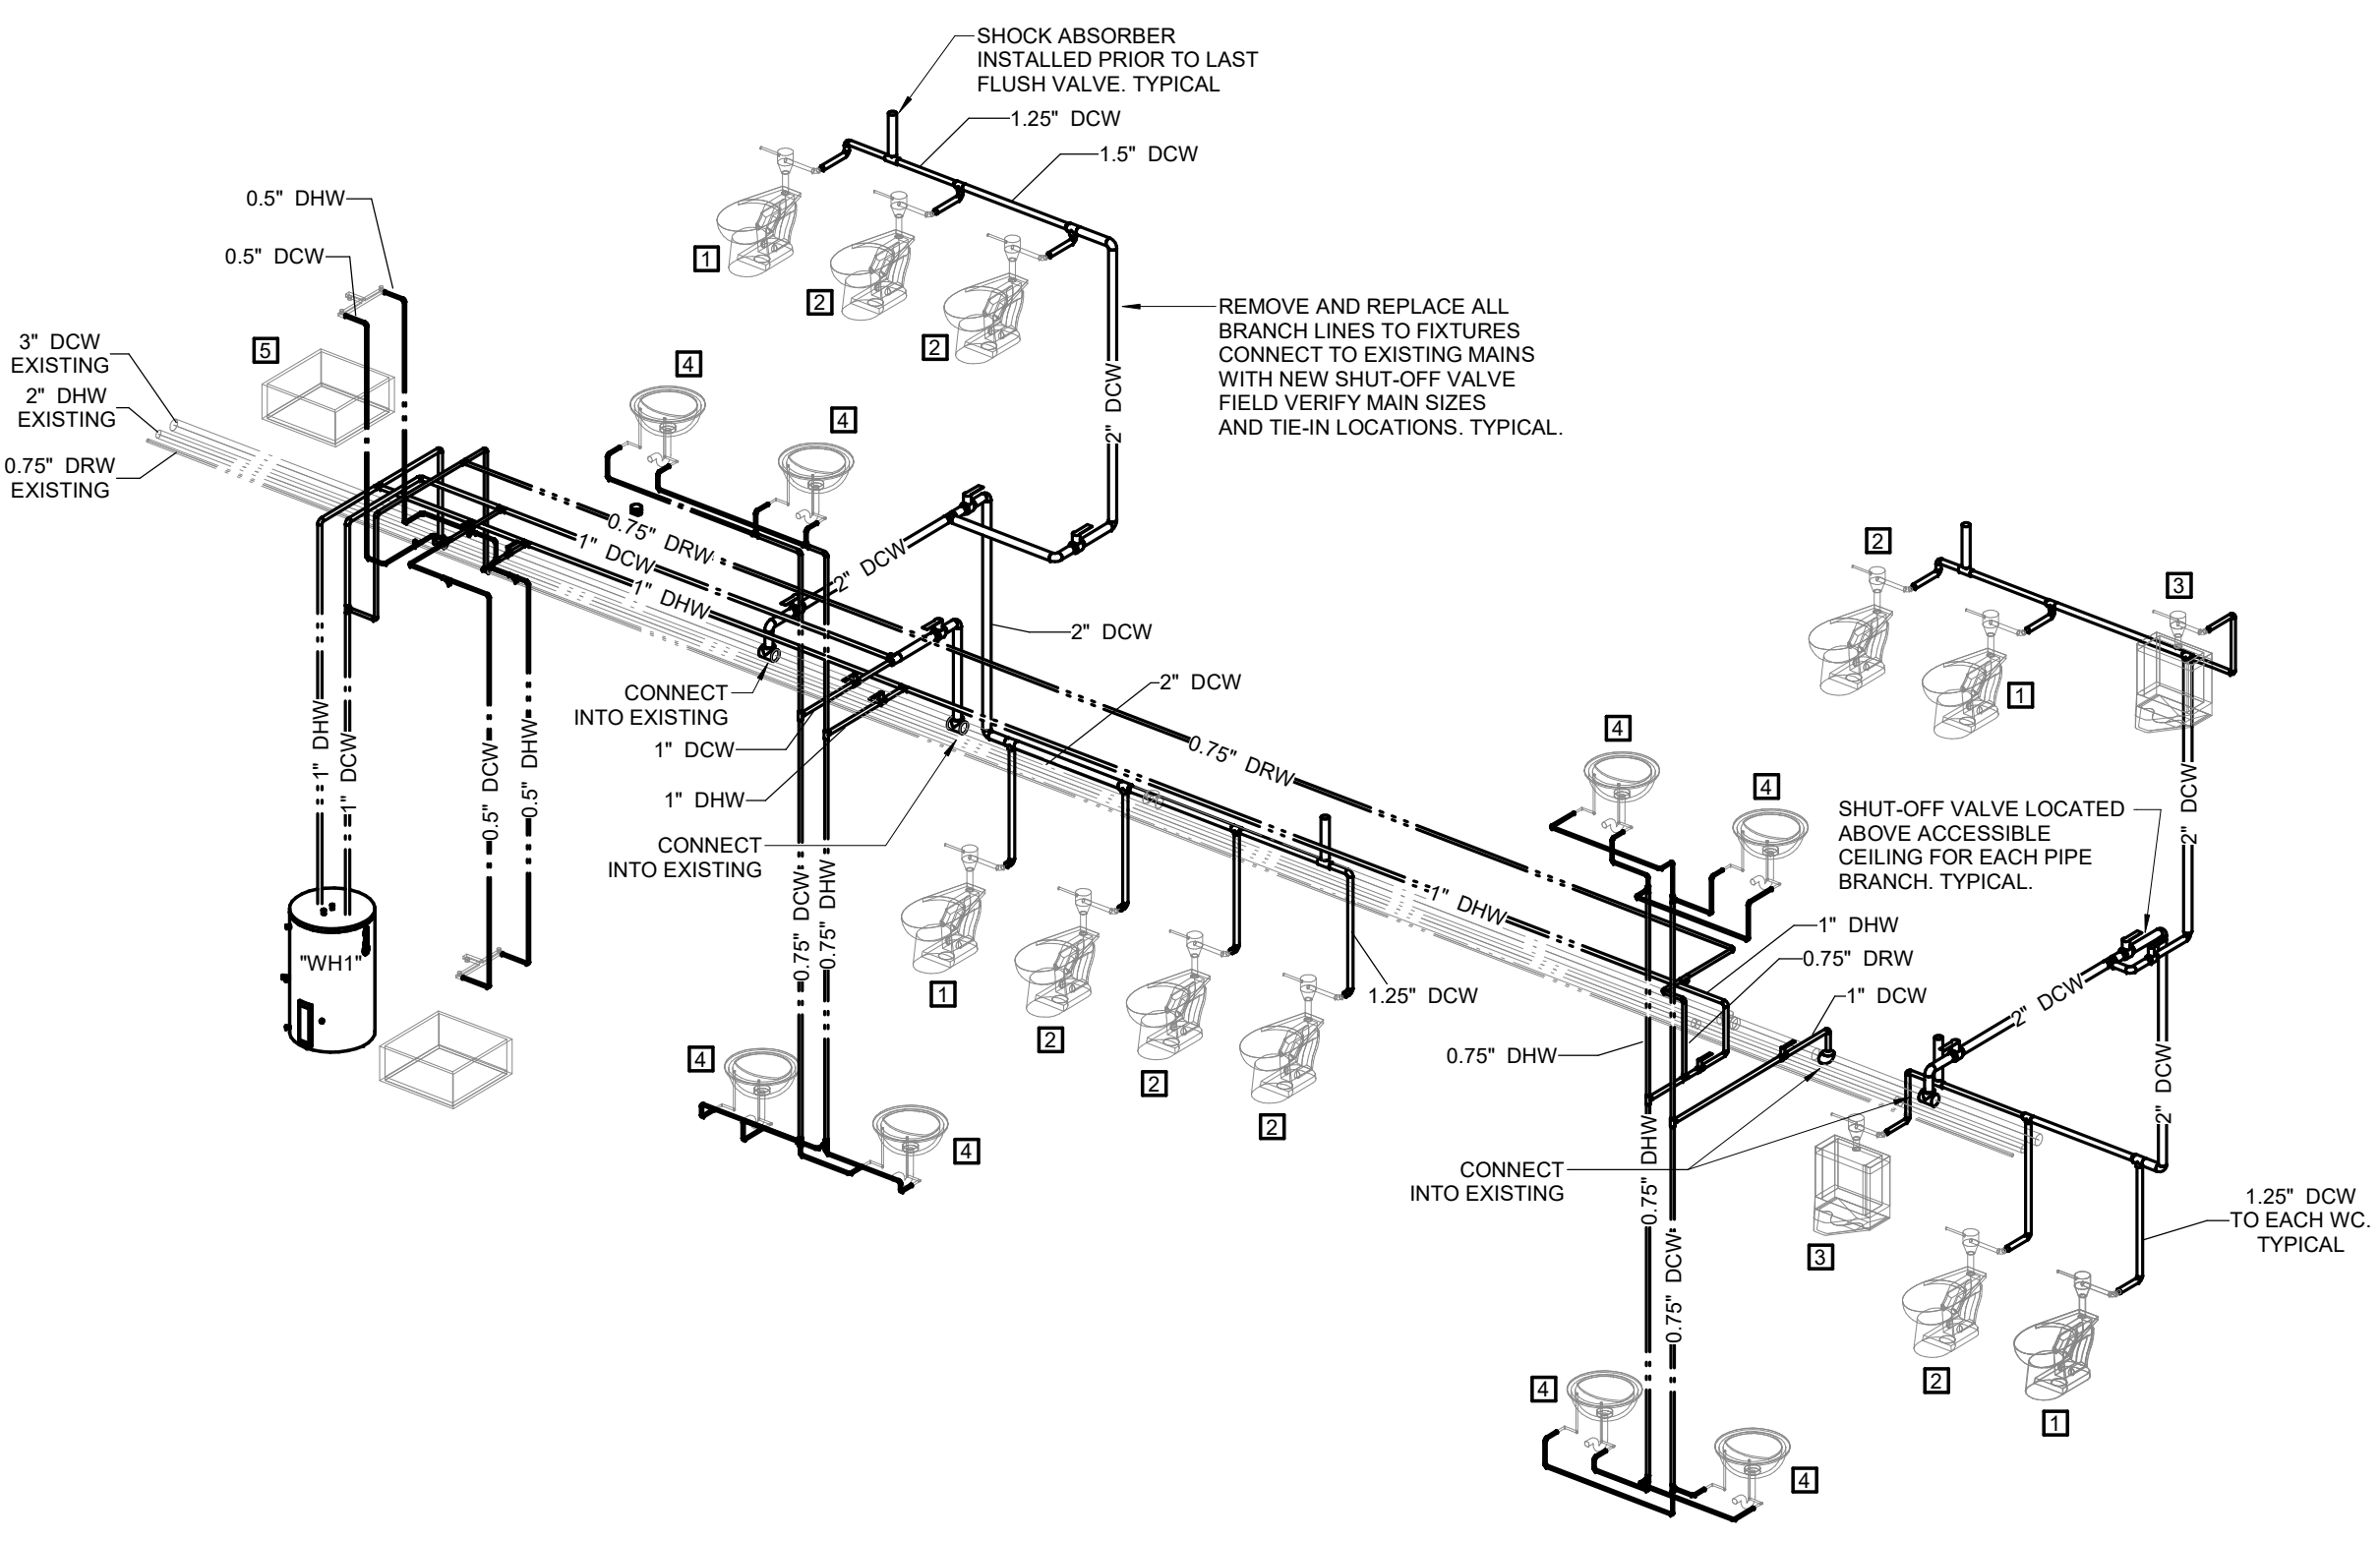 SHOCK ABSORBER
INSTALLED PRIOR TO LAST
FLUSH VALVE. TYPICAL
1.25" DCW
1.5" DCW
0.5" DHW
0.5" DCW
1
2
2
REMOVE AND REPLACE ALL
BRANCH LINES TO FIXTURES
CONNECT TO EXISTING MAINS
WITH NEW SHUT-OFF VALVE
FIELD VERIFY MAIN SIZES
AND TIE-IN LOCATIONS. TYPICAL.
2" DCW
3" DCW
EXISTING
2" DHW
EXISTING
0.75" DRW
EXISTING
5
4
4
0.75" DRW
1" DCW
1" DHW
2" DCW
2" DCW
2" DCW
CONNECT
INTO EXISTING
1" DCW
1" DHW
CONNECT
INTO EXISTING
0.75" DRW
1" DHW
1" DHW
1" DCW
0.5" DCW
0.5" DHW
0.75" DCW
0.75" DHW
"WH1"
1
2
2
2
1.25" DCW
4
4
2
3
1
4
4
SHUT-OFF VALVE LOCATED
ABOVE ACCESSIBLE
CEILING FOR EACH PIPE
BRANCH. TYPICAL.
2" DCW
1" DHW
0.75" DRW
1" DCW
0.75" DHW
2" DCW
2" DCW
CONNECT
INTO EXISTING
0.75" DHW
0.75" DCW
3
2
1
1.25" DCW
TO EACH WC.
TYPICAL
4
4